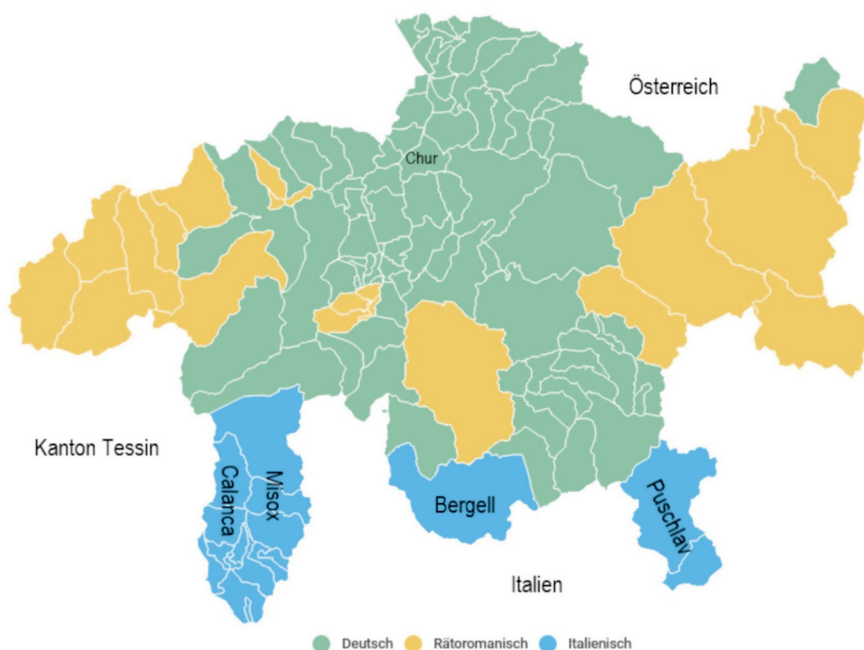 Österreich
Chur
Kanton Tessin
Calanca
Misox
Bergell
Puschlav
Italien
Deutsch Rätoromanisch Italienisch